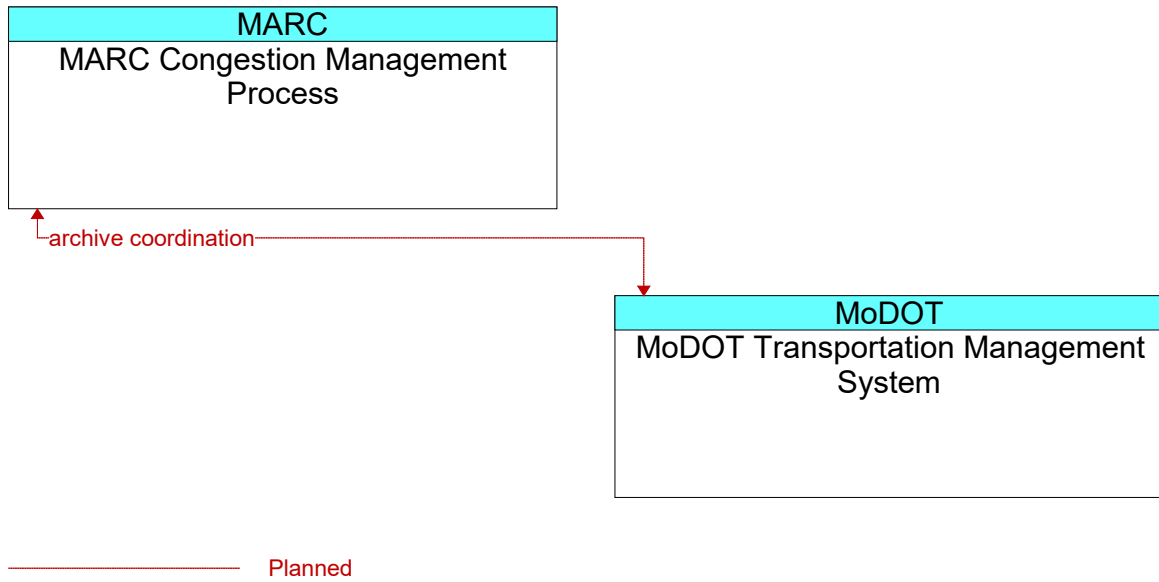 MARC
MARC Congestion Management
Process
archive coordination
MoDOT
MoDOT Transportation Management
System
Planned